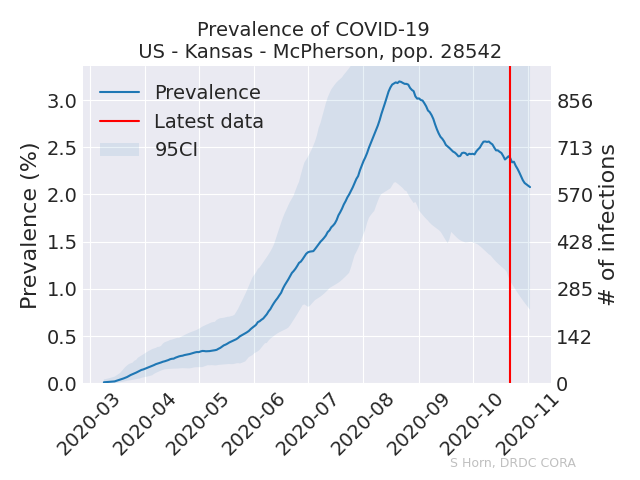 Prevalence of COVID-19
US - Kansas - McPherson, pop. 28542
Prevalence
Latest data
95CI
Prevalence (%)
3.0
2.5
2.0
1.5
1.0
0.5
0.0
856
713
570
428
285
142
0
# of infections
2020-03
2020-04
2020-05
2020-06
2020-07
2020-08
2020-09
2020-10
2020-11
S Horn, DRDC CORA